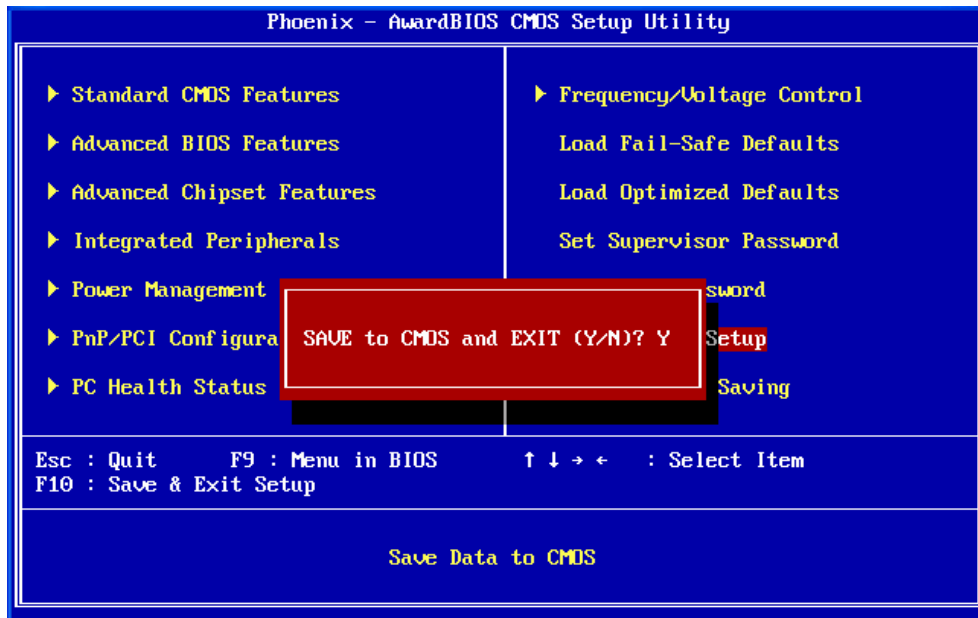 Phoenix - AwardBIOS CMOS Setup Utility
▶ Standard CMOS Features
▶ Advanced BIOS Features
▶ Advanced Chipset Features
▶ Integrated Peripherals
▶ Power Management
▶ PnP/PCI Configura
▶ PC Health Status
▶ Frequency/Voltage Control
Load Fail-Safe Defaults
Load Optimized Defaults
Set Supervisor Password
sword
Setup
Saving
SAVE to CMOS and EXIT (Y/N)? Y
Esc : Quit F9 : Menu in BIOS ↑ ↓ → ← : Select Item
F10 : Save & Exit Setup
Save Data to CMOS